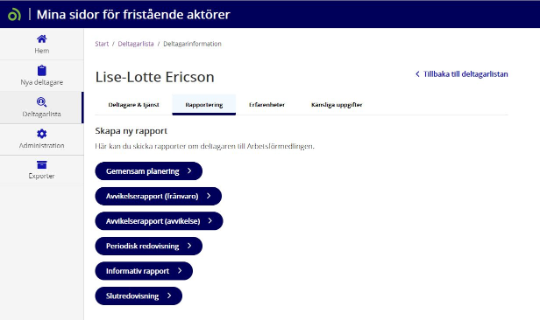 Mina sidor för fristående aktörer
Hem
Nya deltagare
Deltagarlista
Administration
Exporter
Start / Deltagarlista / Deltagarinformation
Lise-Lotte Ericson
Tillbaka till deltagarlistan
Deltagare & tjänst
Rapportering
Erfarenheter
Känsliga uppgifter
Skapa ny rapport
Här kan du skicka rapporter om deltagaren till Arbetsförmedlingen.
Gemensam planering
Avvikelserapport (frånvaro)
Avvikelserapport (avvikelse)
Periodisk redovisning
Informativ rapport
Slutredovisning